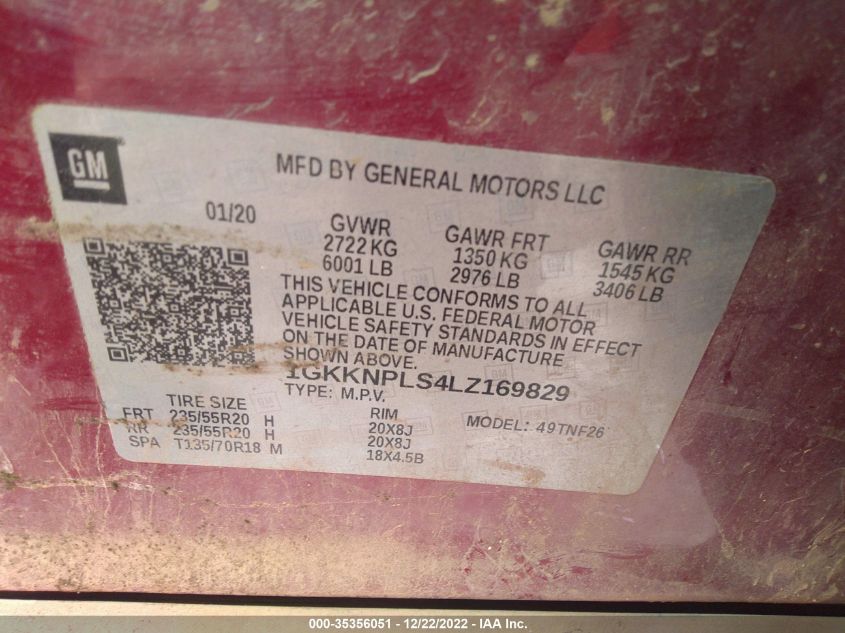 GM
MFD BY GENERAL MOTORS LLC
01/20
GVWR
2722 KG
6001 LB
GAWR FRT
1350 KG
2976 LB
GAWR RR
1545 KG
3406 LB
THIS VEHICLE CONFORMS TO ALL
APPLICABLE U.S. FEDERAL MOTOR
VEHICLE SAFETY STANDARDS IN EFFECT
ON THE DATE OF MANUFACTURE
SHOWN ABOVE.
1GKKNPLS4LZ169829
TYPE: M.P.V.
TIRE SIZE RIM
FRT 235/55R20 H 20X8J
RR 235/55R20 H 20X8J
SPA T135/70R18 M 18X4.5B
MODEL: 49TNF26
000-35356051 - 12/22/2022 - IAA Inc.